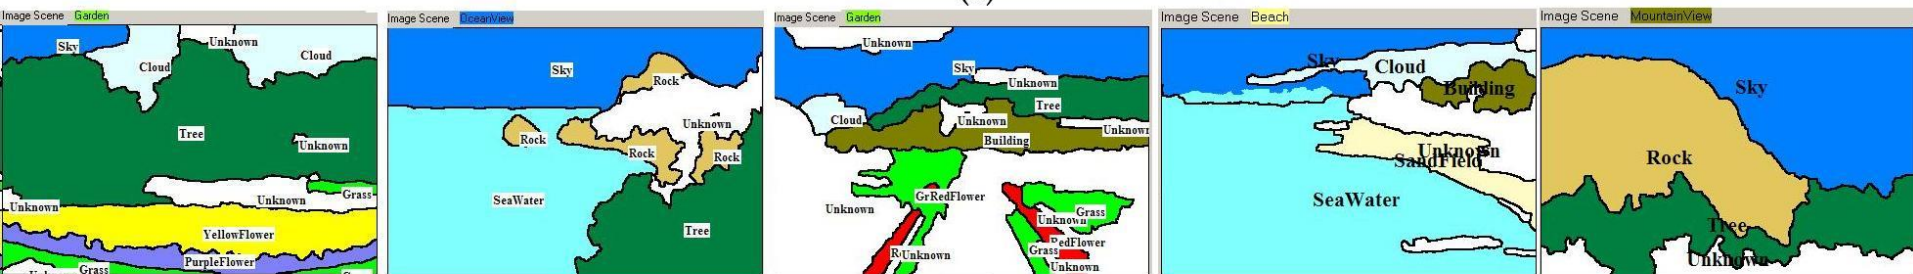 Image Scene Garden
Sky
Unknown
Cloud
Cloud
Tree
Unknown
Grass
Unknown
Unknown
YellowFlower
PurpleFlower
Grass
Image Scene OceanView
Sky
Rock
Unknown
Rock
Rock
Rock
SeaWater
Tree
Image Scene Garden
Unknown
Sky
Unknown
Tree
Cloud
Unknown
Unknown
Building
GrRedFlower
Unknown
Grass
Unknown
RedFlower
Grass
Unknown
Unknown
Image Scene Beach
Sky
Cloud
Building
Unknown
SandField
SeaWater
Image Scene MountainView
Sky
Rock
Tree
Unknown